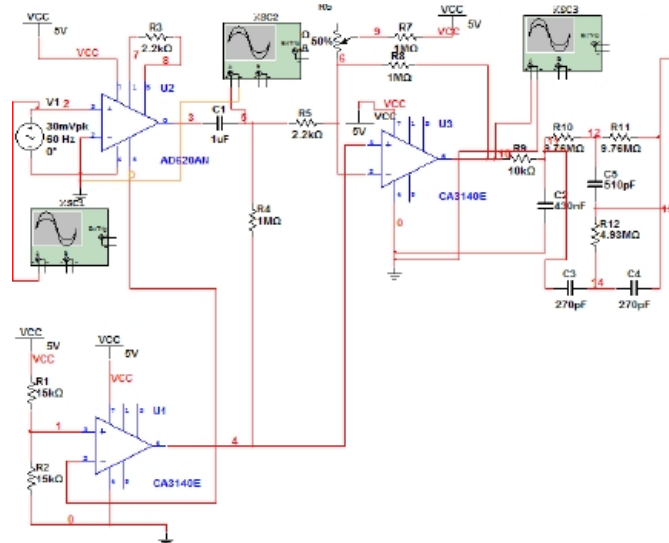 VCC
5V
VCC
R3
2.2kΩ
7
8
U2
V1
2
30mVpk
60 Hz
0°
AD620AN
0
3
XSC1
XSC2
C1
1uF
5
R5
2.2kΩ
R4
1MΩ
50%
9
R7
1MΩ
VCC
5V
R8
1MΩ
6
5V
VCC
U3
CA3140E
0
XSC3
10
R9
10kΩ
C2
430nF
R10
9.76MΩ
12
R11
9.76MΩ
C5
510pF
R12
4.93MΩ
14
C3
270pF
C4
270pF
VCC
5V
VCC
R1
15kΩ
1
R2
15kΩ
0
VCC
5V
VCC
CA3140E
4